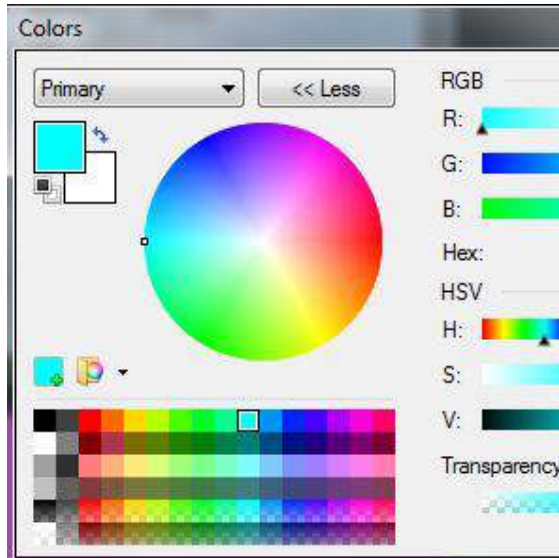 Colors
Primary
<< Less
RGB
R:
G:
B:
Hex:
HSV
H:
S:
V:
Transparency